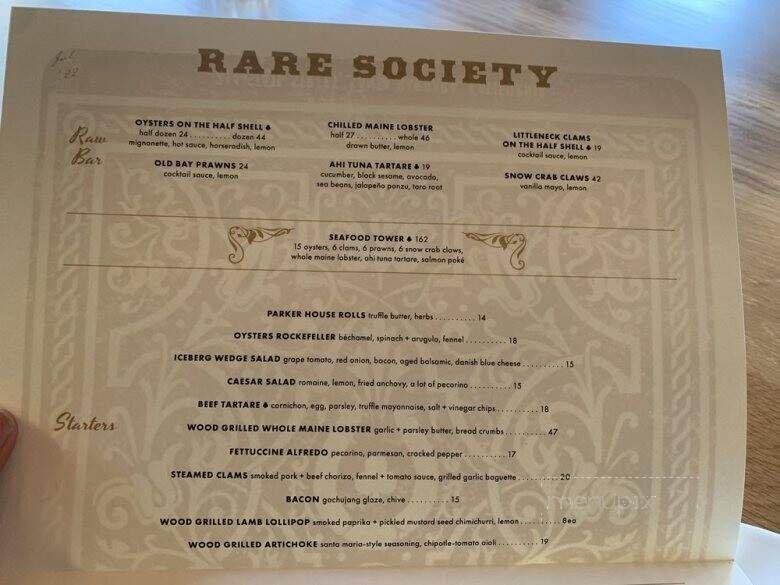 Jul
'22
RARE SOCIETY
Raw
Bar
OYSTERS ON THE HALF SHELL ♠
half dozen 24 . . . . . . . . . . dozen 44
mignonette, hot sauce, horseradish, lemon
OLD BAY PRAWNS 24
cocktail sauce, lemon
CHILLED MAINE LOBSTER
half 27 . . . . . . . . . . whole 46
drawn butter, lemon
AHI TUNA TARTARE ♠ 19
cucumber, black sesame, avocado,
sea beans, jalapeño ponzu, taro root
LITTLENECK CLAMS
ON THE HALF SHELL ♠ 19
cocktail sauce, lemon
SNOW CRAB CLAWS 42
vanilla mayo, lemon
SEAFOOD TOWER ♠ 162
15 oysters, 6 clams, 6 prawns, 6 snow crab claws,
whole maine lobster, ahi tuna tartare, salmon poké
Starters
PARKER HOUSE ROLLS truffle butter, herbs . . . . . . . . . . 14
OYSTERS ROCKEFELLER béchamel, spinach + arugula, fennel . . . . . . . . . . 18
ICEBERG WEDGE SALAD grape tomato, red onion, bacon, aged balsamic, danish blue cheese . . . . . . . . . . 15
CAESAR SALAD romaine, lemon, fried anchovy, a lot of pecorino . . . . . . . . . . 15
BEEF TARTARE ♠ cornichon, egg, parsley, truffle mayonnaise, salt + vinegar chips . . . . . . . . . . 18
WOOD GRILLED WHOLE MAINE LOBSTER garlic + parsley butter, bread crumbs . . . . . . . . . . 47
FETTUCCINE ALFREDO pecorino, parmesan, cracked pepper . . . . . . . . . . 17
STEAMED CLAMS smoked pork + beef chorizo, fennel + tomato sauce, grilled garlic baguette . . . . . . . . . . 20
BACON gochujang glaze, chive . . . . . . . . . . 15
WOOD GRILLED LAMB LOLLIPOP smoked paprika + pickled mustard seed chimichurri, lemon . . . . . . . . . . 8ea
WOOD GRILLED ARTICHOKE santa maria-style seasoning, chipotle-tomato aioli . . . . . . . . . . 19
menupix